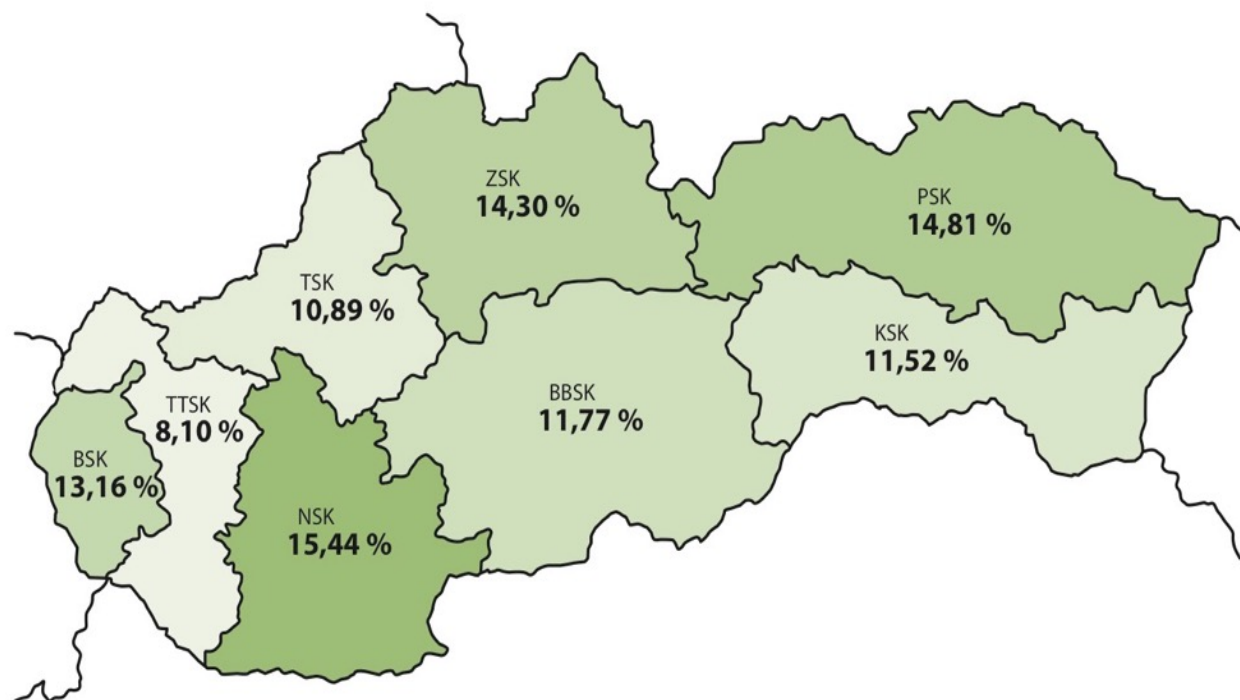 ZSK
14,30 %
PSK
14,81 %
TSK
10,89 %
KSK
11,52 %
BBSK
11,77 %
TTSK
8,10 %
BSK
13,16 %
NSK
15,44 %